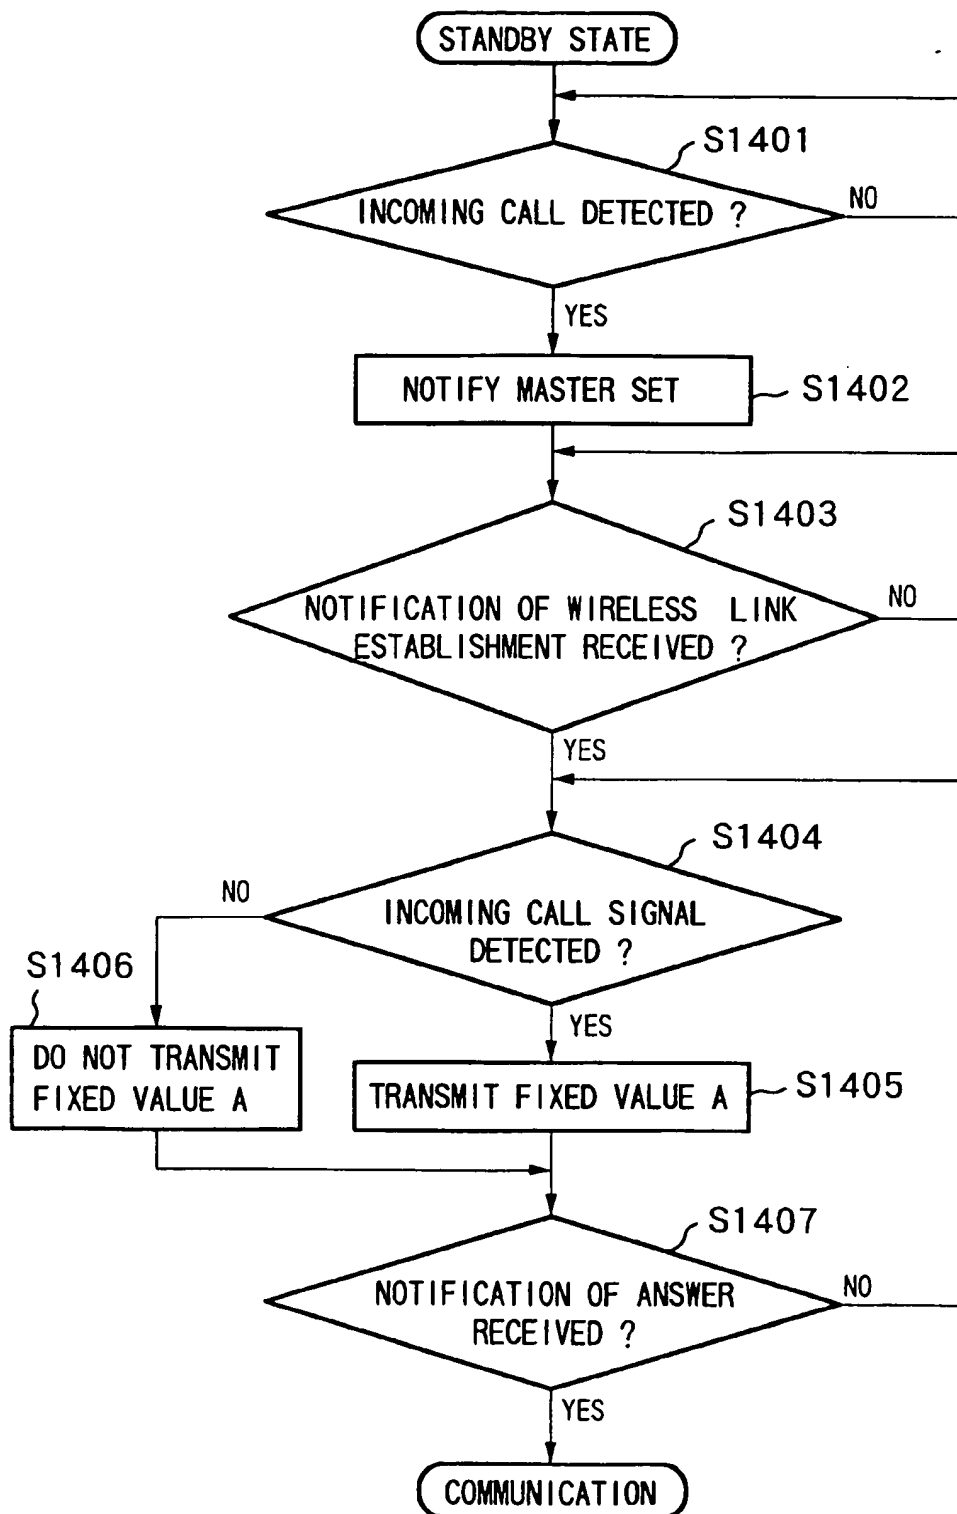 STANDBY STATE
S1401
INCOMING CALL DETECTED ?
NO
YES
NOTIFY MASTER SET
S1402
S1403
NOTIFICATION OF WIRELESS LINK
ESTABLISHMENT RECEIVED ?
NO
YES
S1404
NO
INCOMING CALL SIGNAL
DETECTED ?
S1406
YES
DO NOT TRANSMIT
FIXED VALUE A
TRANSMIT FIXED VALUE A
S1405
S1407
NOTIFICATION OF ANSWER
RECEIVED ?
NO
YES
COMMUNICATION